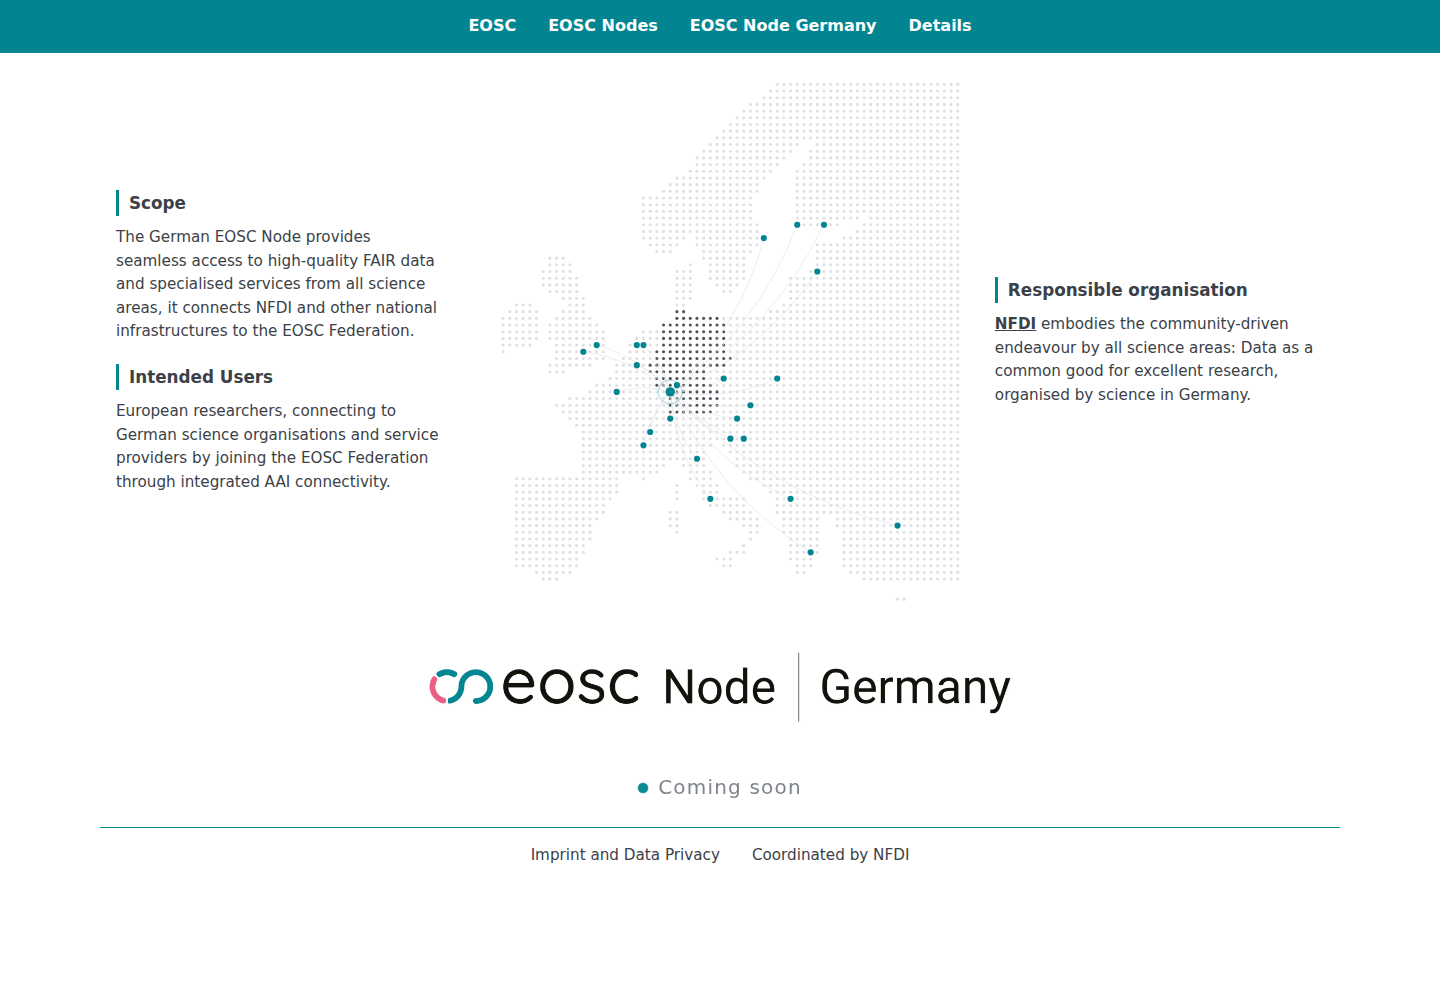 EOSC EOSC Nodes EOSC Node Germany Details
Scope
The German EOSC Node provides
seamless access to high-quality FAIR data
and specialised services from all science
areas, it connects NFDI and other national
infrastructures to the EOSC Federation.
Intended Users
European researchers, connecting to
German science organisations and service
providers by joining the EOSC Federation
through integrated AAI connectivity.
Responsible organisation
NFDI embodies the community-driven
endeavour by all science areas: Data as a
common good for excellent research,
organised by science in Germany.
eosc Node | Germany
Coming soon
Imprint and Data Privacy Coordinated by NFDI